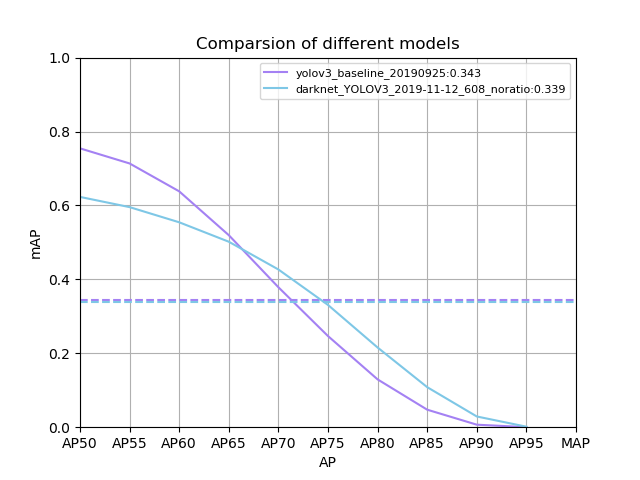 Comparsion of different models
yolov3_baseline_20190925:0.343
darknet_YOLOV3_2019-11-12_608_noratio:0.339
1.0
0.8
0.6
0.4
0.2
0.0
mAP
AP50 AP55 AP60 AP65 AP70 AP75 AP80 AP85 AP90 AP95 MAP
AP